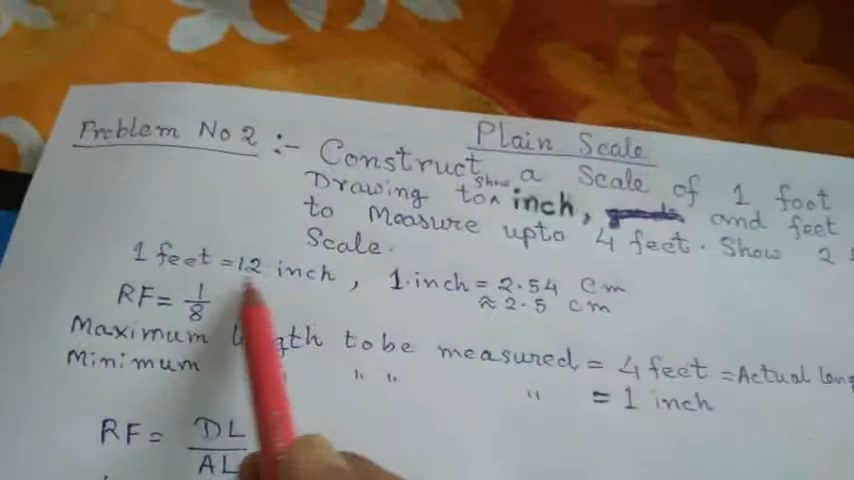 Plain Scale
Problem No 2 :- Construct a Scale of 1 foot
Drawing to show inch, and feet
to Measure upto 4 feet. Show 2
Scale.
1 feet = 12 inch, 1 inch = 2.54 cm
≈ 2.5 cm
RF = 1/8
Maximum length to be measured = 4 feet = Actual leng
Minimum " " " " = 1 inch
RF = DL/AL